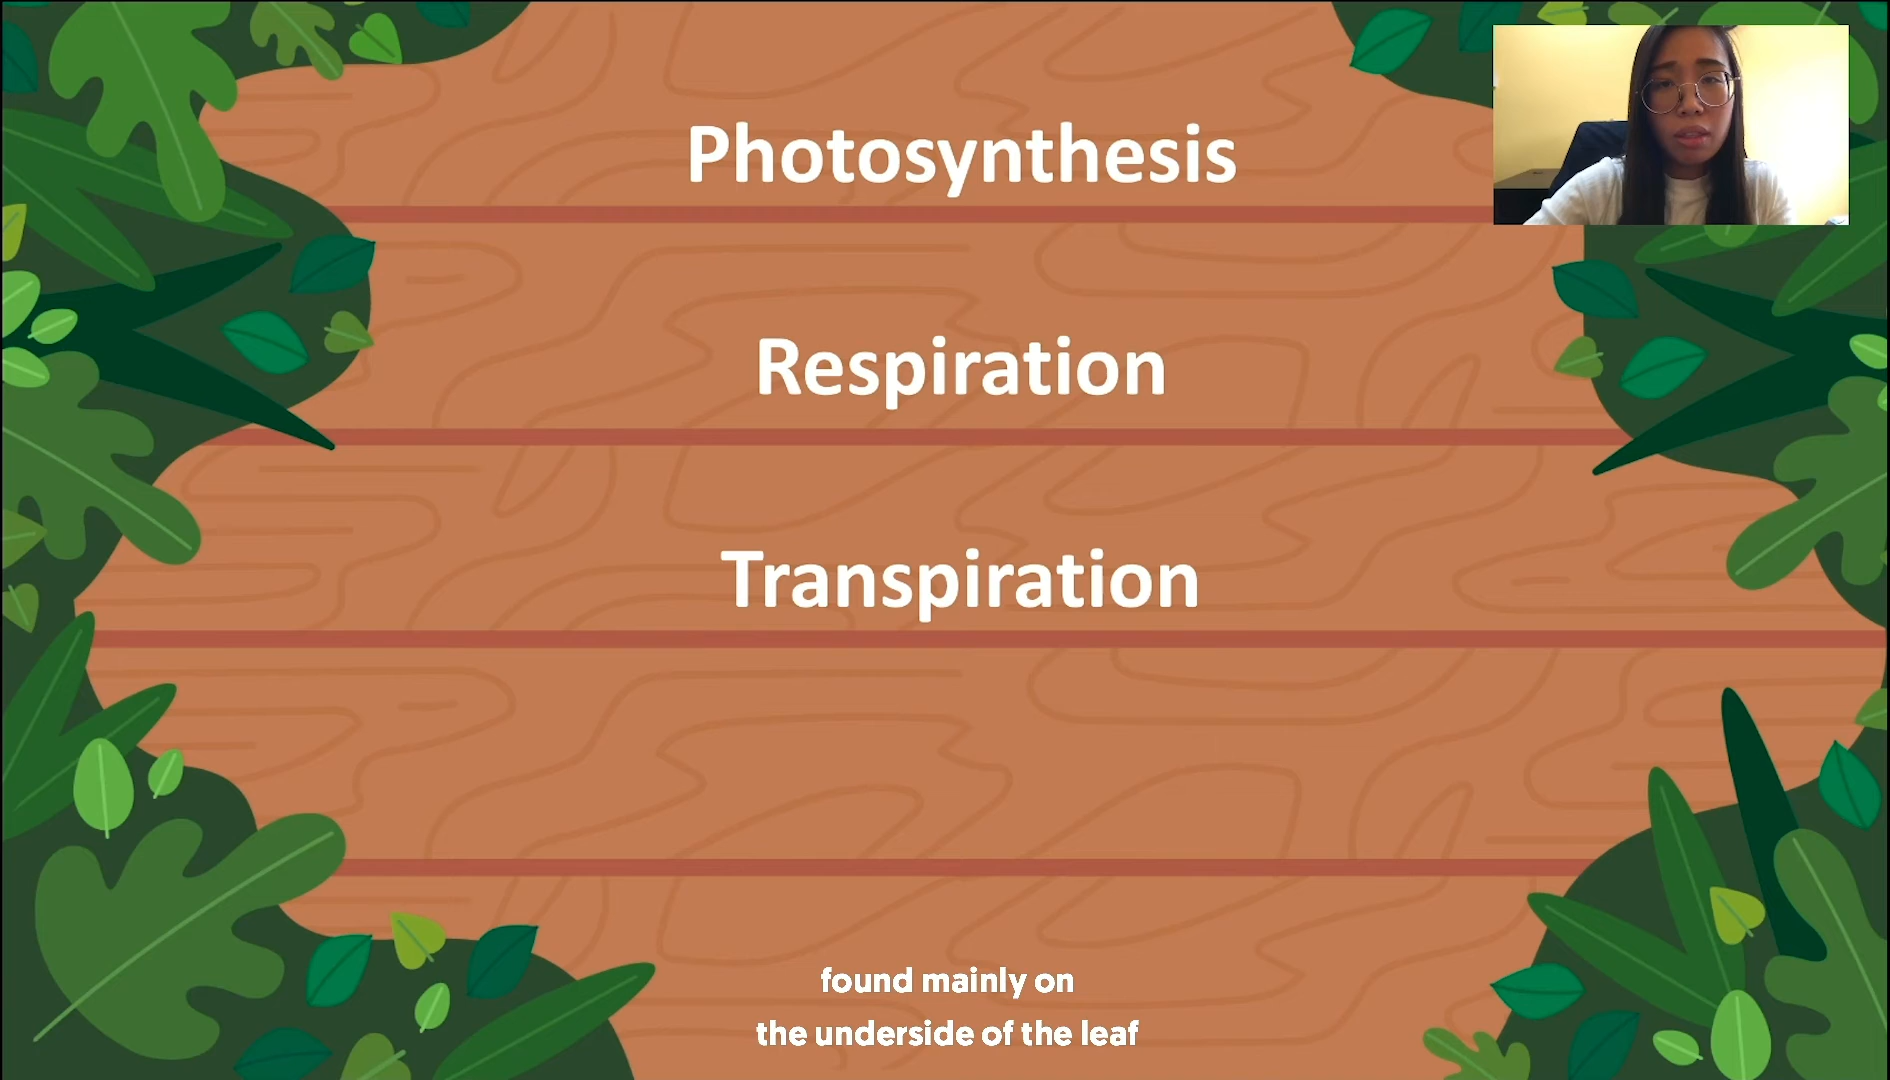 Photosynthesis
Respiration
Transpiration
found mainly on
the underside of the leaf